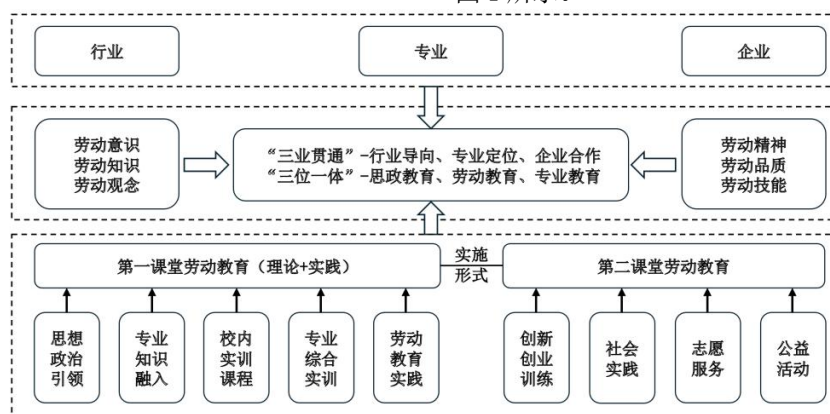 行业
专业
企业
劳动意识
劳动知识
劳动观念
“三业贯通”-行业导向、专业定位、企业合作
“三位一体”-思政教育、劳动教育、专业教育
劳动精神
劳动品质
劳动技能
第一课堂劳动教育（理论+实践）
实施
形式
第二课堂劳动教育
思想
政治
引领
专业
知识
融入
校内
实训
课程
专业
综合
实训
劳动
教育
实践
创新
创业
训练
社会
实践
志愿
服务
公益
活动